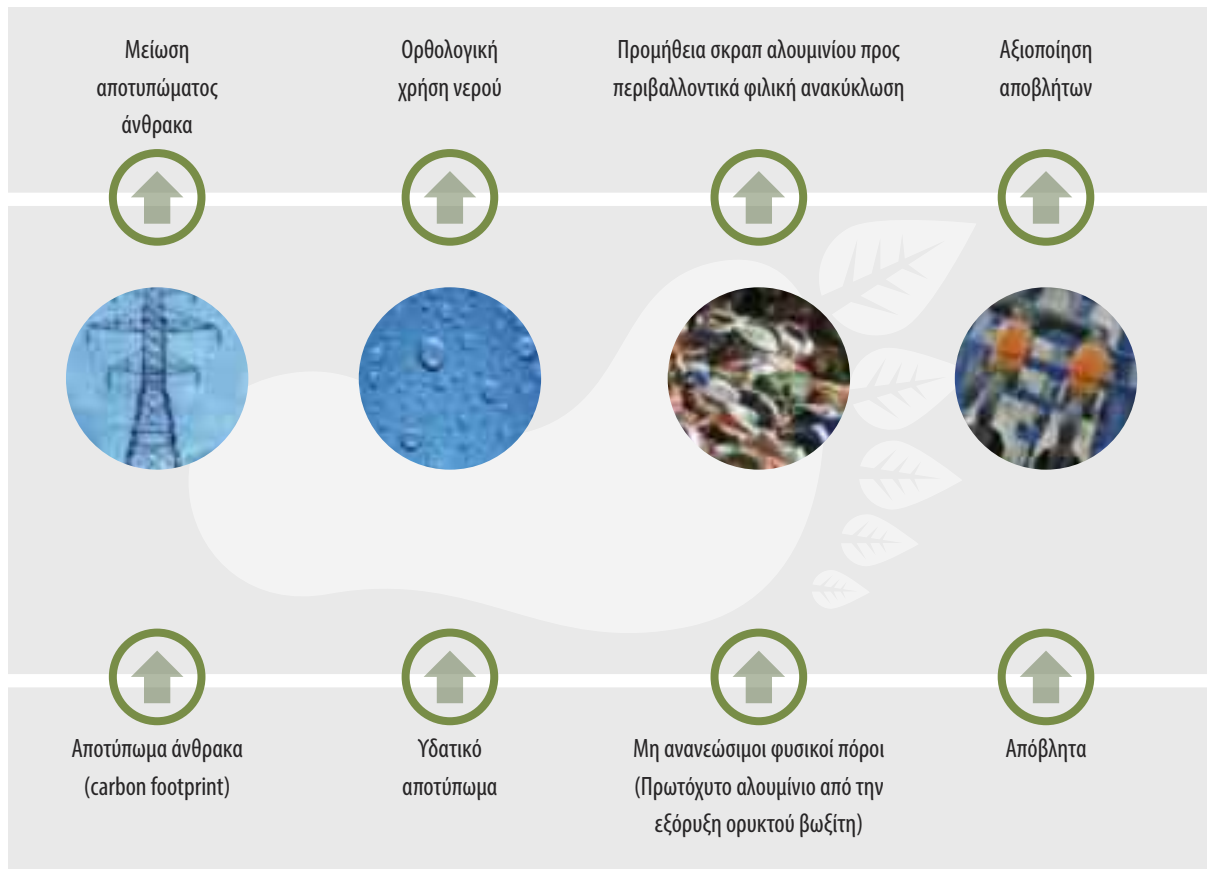 Μείωση
αποτυπώματος
άνθρακα
Ορθολογική
χρήση νερού
Προμήθεια σκραπ αλουμινίου προς
περιβαλλοντικά φιλική ανακύκλωση
Αξιοποίηση
αποβλήτων
Αποτύπωμα άνθρακα
(carbon footprint)
Υδατικό
αποτύπωμα
Μη ανανεώσιμοι φυσικοί πόροι
(Πρωτόχυτο αλουμίνιο από την
εξόρυξη ορυκτού βωξίτη)
Απόβλητα